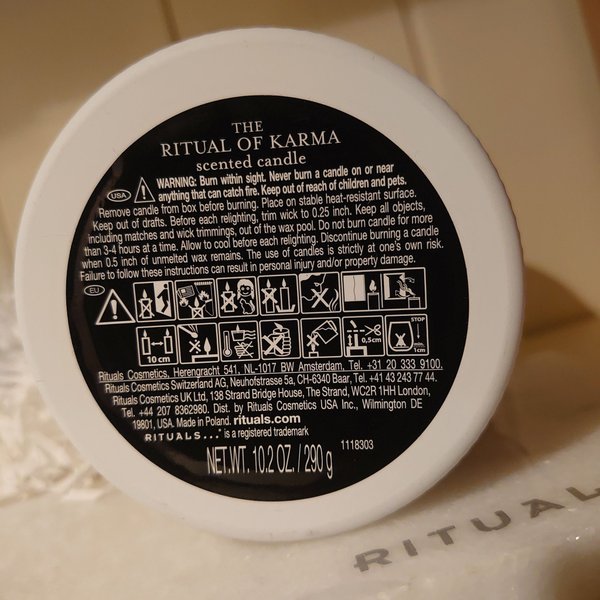 THE
RITUAL OF KARMA
scented candle
USA WARNING: Burn within sight. Never burn a candle on or near
anything that can catch fire. Keep out of reach of children and pets.
Remove candle from box before burning. Place on stable heat-resistant surface.
Keep out of drafts. Before each relighting, trim wick to 0.25 inch. Keep all objects,
including matches and wick trimmings, out of the wax pool. Do not burn candle for more
than 3-4 hours at a time. Allow to cool before each relighting. Discontinue burning a candle
when 0.5 inch of unmelted wax remains. The use of candles is strictly at one's own risk.
Failure to follow these instructions can result in personal injury and/or property damage.
EU
10 cm 0,5cm STOP min. 1cm
Rituals Cosmetics, Herengracht 541, NL-1017 BW Amsterdam, Tel. +31 20 333 9100.
Rituals Cosmetics Switzerland AG, Neuhofstrasse 5a, CH-6340 Baar, Tel. +41 43 243 77 44.
Rituals Cosmetics UK Ltd, 138 Strand Bridge House, The Strand, WC2R 1HH London,
Tel. +44 207 8362980. Dist. by Rituals Cosmetics USA Inc., Wilmington DE
19801, USA. Made in Poland. rituals.com
RITUALS... is a registered trademark
1118303
NET.WT. 10.2 OZ. / 290 g
RITUAL